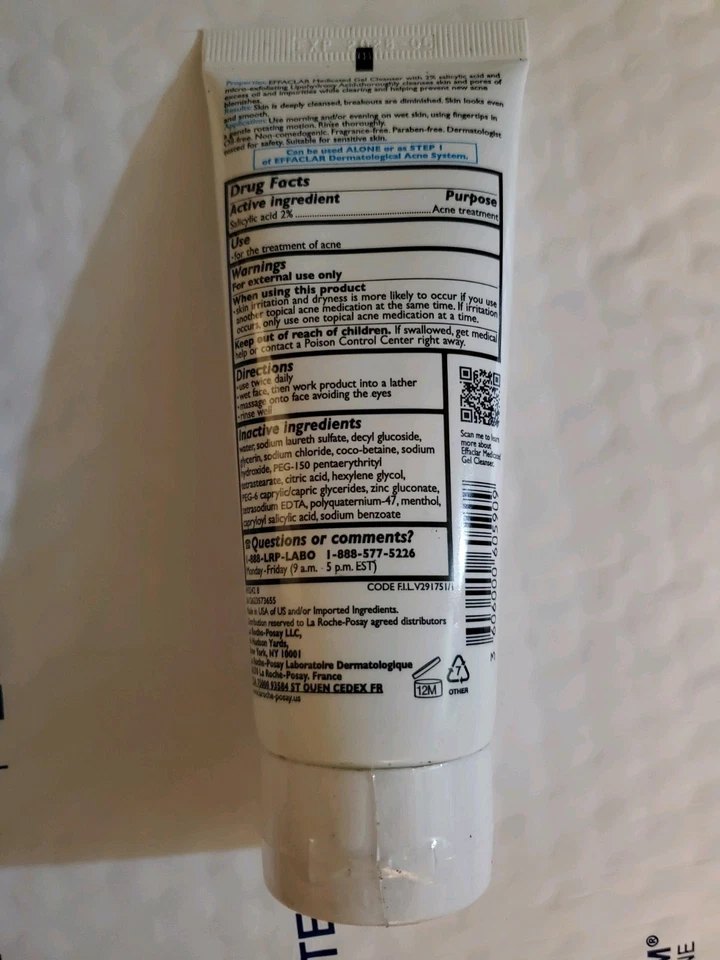 EFFACLAR Medicated Gel Cleanser with 2% salicylic acid and
micro-exfoliating LipoHydroxy Acid thoroughly cleanses skin and pores of
excess oil and impurities while clearing and helping prevent new acne
blemishes.
Skin is deeply cleansed, breakouts are diminished. Skin looks even
and smooth.
Application: Use morning and/or evening on wet skin, using fingertips in
a gentle rotating motion. Rinse thoroughly.
Oil-free. Non-comedogenic. Fragrance-free. Paraben-free. Dermatologist
tested for safety. Suitable for sensitive skin.
Can be used ALONE or as STEP 1
of EFFACLAR Dermatological Acne System.
Drug Facts
Active ingredient Purpose
Salicylic acid 2% Acne treatment
Use
•for the treatment of acne
Warnings
For external use only
When using this product
•skin irritation and dryness is more likely to occur if you use
another topical acne medication at the same time. If irritation
occurs, only use one topical acne medication at a time.
Keep out of reach of children. If swallowed, get medical
help or contact a Poison Control Center right away.
Directions
•use twice daily
•wet face, then work product into a lather
•massage onto face avoiding the eyes
•rinse well
Scan me to learn
more about
Effaclar Medicated
Gel Cleanser
Inactive ingredients
water, sodium laureth sulfate, decyl glucoside,
glycerin, sodium chloride, coco-betaine, sodium
hydroxide, PEG-150 pentaerythrityl
tetrastearate, citric acid, hexylene glycol,
PEG-6 caprylic/capric glycerides, zinc gluconate,
tetrasodium EDTA, polyquaternium-47, menthol,
capryloyl salicylic acid, sodium benzoate
Questions or comments?
1-888-LRP-LABO 1-888-577-5226
Monday-Friday (9 a.m. - 5 p.m. EST)
CODE F.I.L.V291751/1
Made in USA of US and/or Imported Ingredients.
Distribution reserved to La Roche-Posay agreed distributors
Roche-Posay LLC,
Hudson Yards,
New York, NY 10001
Roche-Posay Laboratoire Dermatologique
La Roche-Posay, France
93584 ST OUEN CEDEX FR
www.laroche-posay.us
12M
7
OTHER
TE
M®
NE